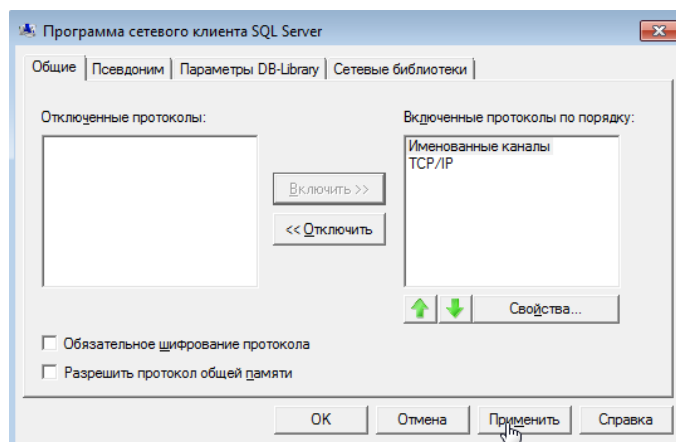 Программа сетевого клиента SQL Server
Общие Псевдоним Параметры DB-Library Сетевые библиотеки
Отключенные протоколы: Включенные протоколы по порядку:
Именованные каналы
TCP/IP
Включить >>
<< Отключить
Свойства...
Обязательное шифрование протокола
Разрешить протокол общей памяти
OK Отмена Применить Справка